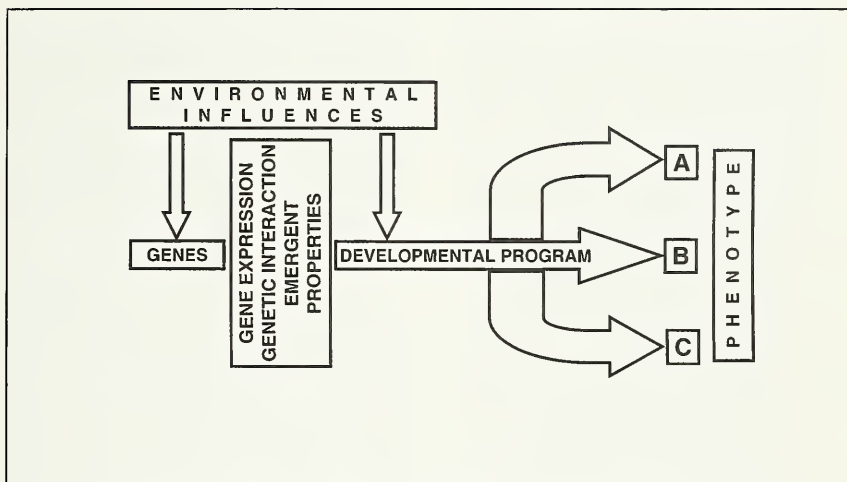 ENVIRONMENTAL
INFLUENCES
GENES
GENE EXPRESSION
GENETIC INTERACTION
EMERGENT
PROPERTIES
DEVELOPMENTAL PROGRAM
A
B
C
PHENOTYPE